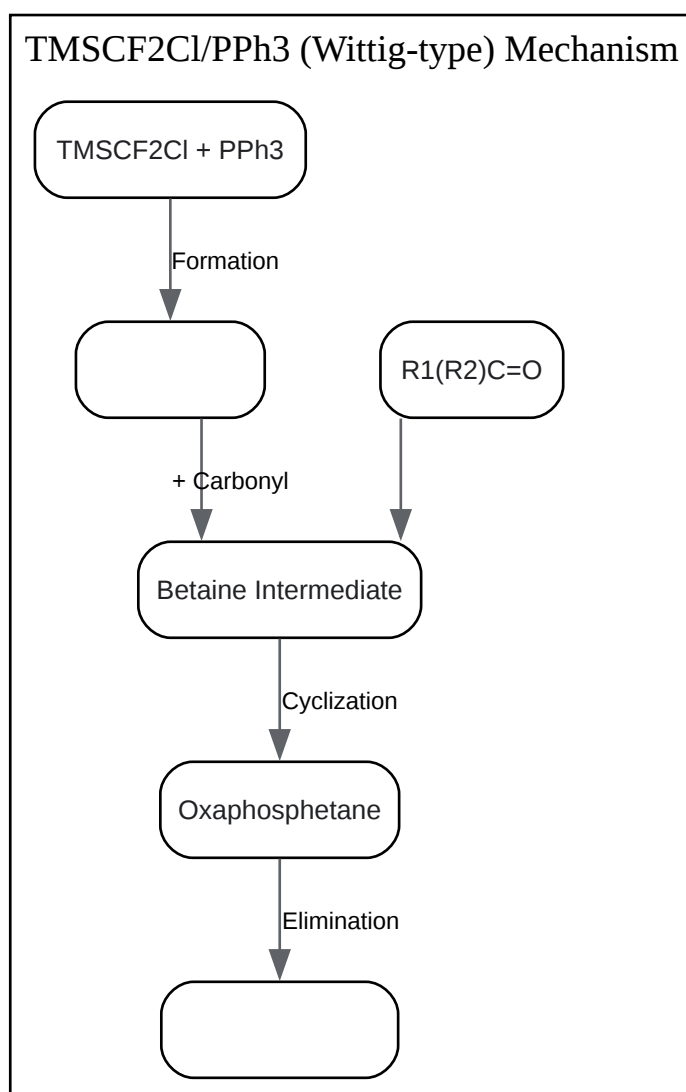 TMSCF2Cl/PPh3 (Wittig-type) Mechanism
TMSCF2Cl + PPh3
Formation
R1(R2)C=O
+ Carbonyl
Betaine Intermediate
Cyclization
Oxaphosphetane
Elimination